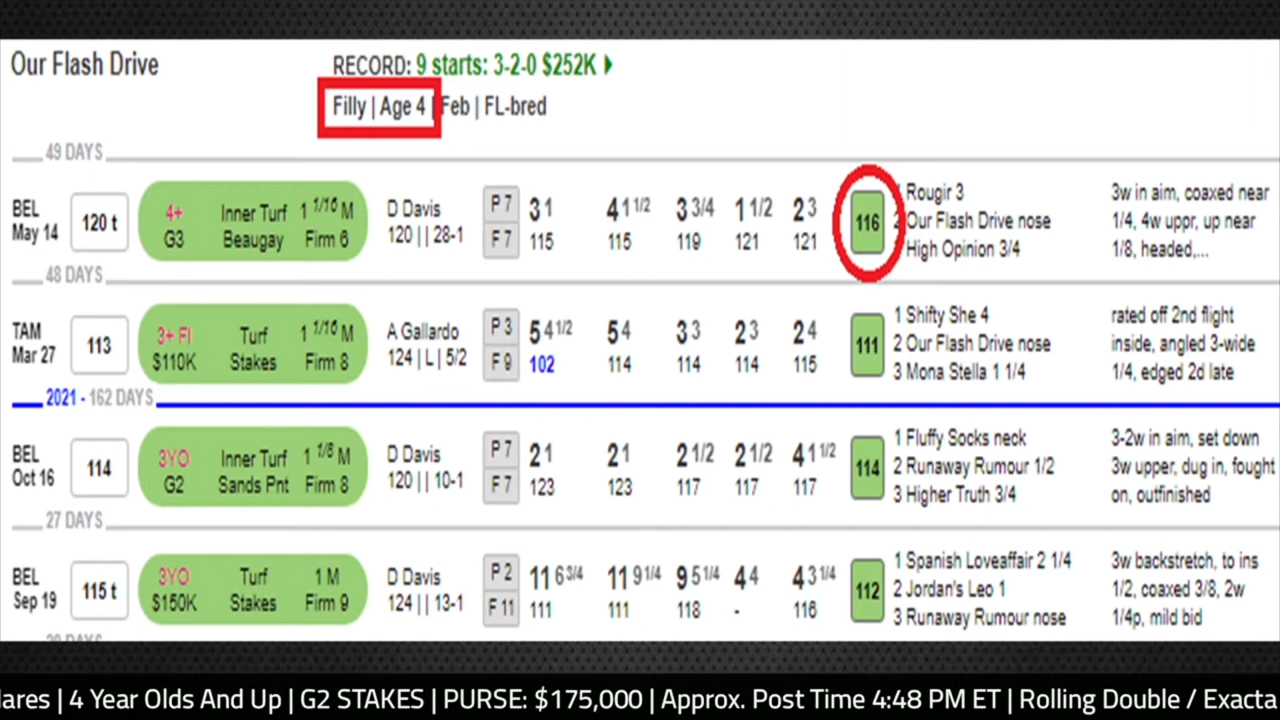 Our Flash Drive
RECORD: 9 starts: 3-2-0 $252K
Filly | Age 4 | Feb | FL-bred
49 DAYS
BEL 120 t 4+ Inner Turf 1 1/16 M D Davis P 7 3 1 4 1 1/2 3 3/4 1 1/2 2 3 116 1 Rougir 3 3w in aim, coaxed near
May 14 G3 Beaugay Firm 6 120 | | 28-1 F 7 115 115 119 121 121 2 Our Flash Drive nose 1/4, 4w uppr, up near
High Opinion 3/4 1/8, headed,...
48 DAYS
TAM 113 3+ Fl Turf 1 1/16 M A Gallardo P 3 5 4 1/2 5 4 3 3 2 3 2 4 111 1 Shifty She 4 rated off 2nd flight
Mar 27 $110K Stakes Firm 8 124 | L | 5/2 F 9 102 114 114 114 115 2 Our Flash Drive nose inside, angled 3-wide
3 Mona Stella 1 1/4 1/4, edged 2d late
2021 - 162 DAYS
BEL 114 3YO Inner Turf 1 1/8 M D Davis P 7 2 1 2 1 2 1/2 2 1/2 4 1 1/2 114 1 Fluffy Socks neck 3-2w in aim, set down
Oct 16 G2 Sands Pnt Firm 8 120 | | 10-1 F 7 123 123 117 117 117 2 Runaway Rumour 1/2 3w upper, dug in, fought
3 Higher Truth 3/4 on, outfinished
27 DAYS
BEL 115 t 3YO Turf 1 M D Davis P 2 11 6 3/4 11 9 1/4 9 5 1/4 4 4 4 3 1/4 112 1 Spanish Loveaffair 2 1/4 3w backstretch, to ins
Sep 19 $150K Stakes Firm 9 124 | | 13-1 F 11 111 111 118 - 116 2 Jordan's Leo 1 1/2, coaxed 3/8, 2w
3 Runaway Rumour nose 1/4p, mild bid
| 4 Year Olds And Up | G2 STAKES | PURSE: $175,000 | Approx. Post Time 4:48 PM ET | Rolling Double / Exacta